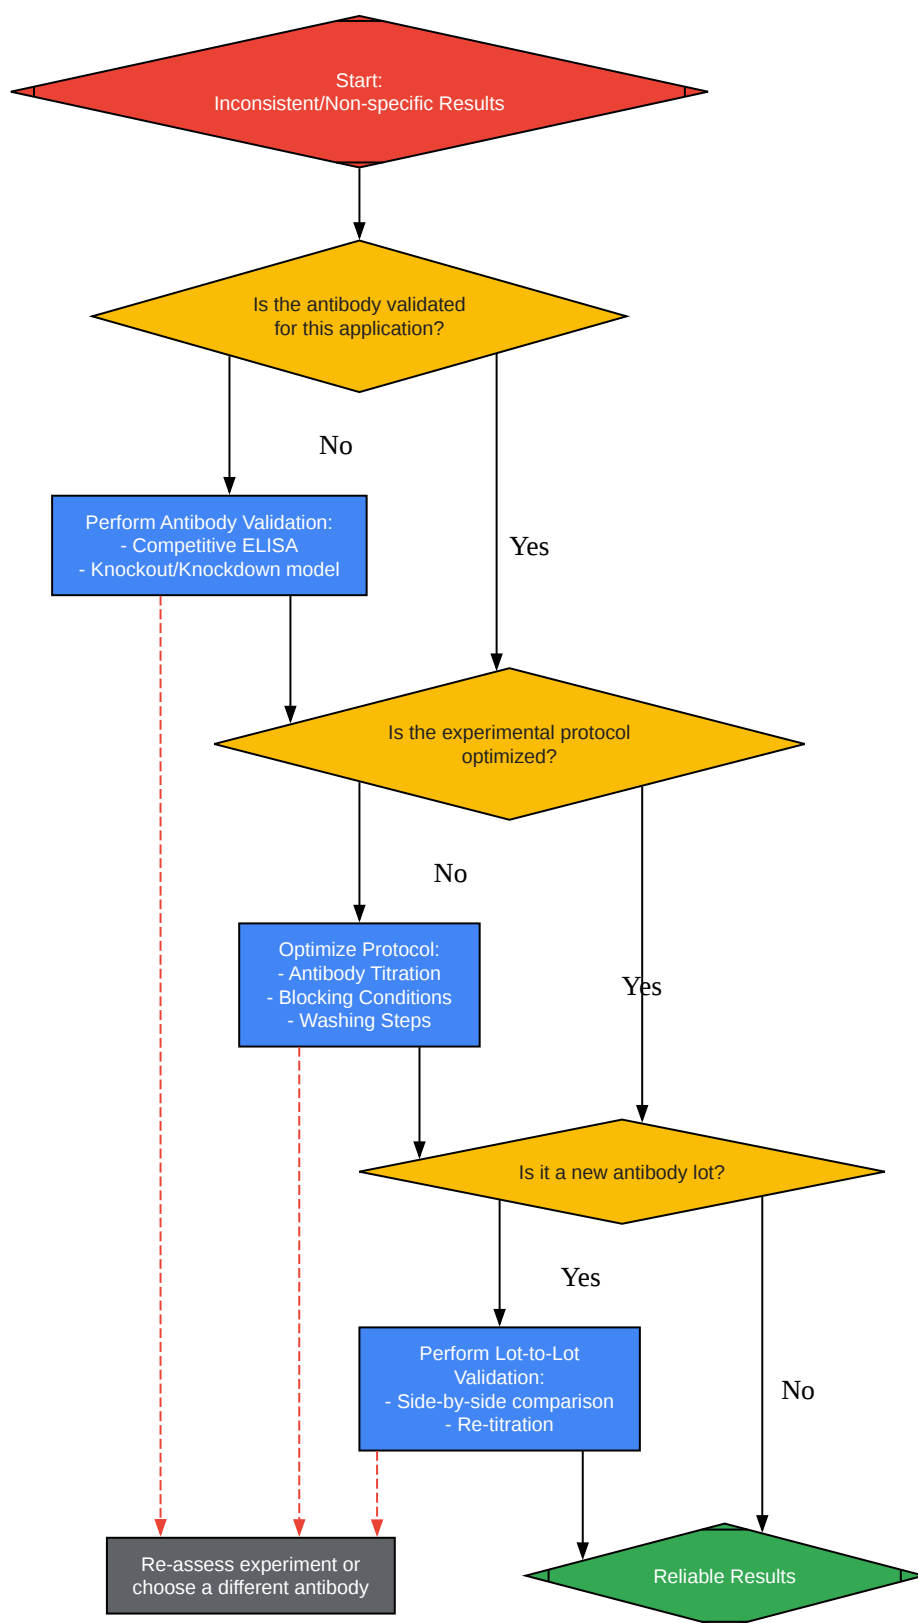 Start:
Inconsistent/Non-specific Results
Is the antibody validated
for this application?
No
Perform Antibody Validation:
- Competitive ELISA
- Knockout/Knockdown model
Yes
Is the experimental protocol
optimized?
No
Optimize Protocol:
- Antibody Titration
- Blocking Conditions
- Washing Steps
Yes
Is it a new antibody lot?
Yes
Perform Lot-to-Lot
Validation:
- Side-by-side comparison
- Re-titration
No
Re-assess experiment or
choose a different antibody
Reliable Results